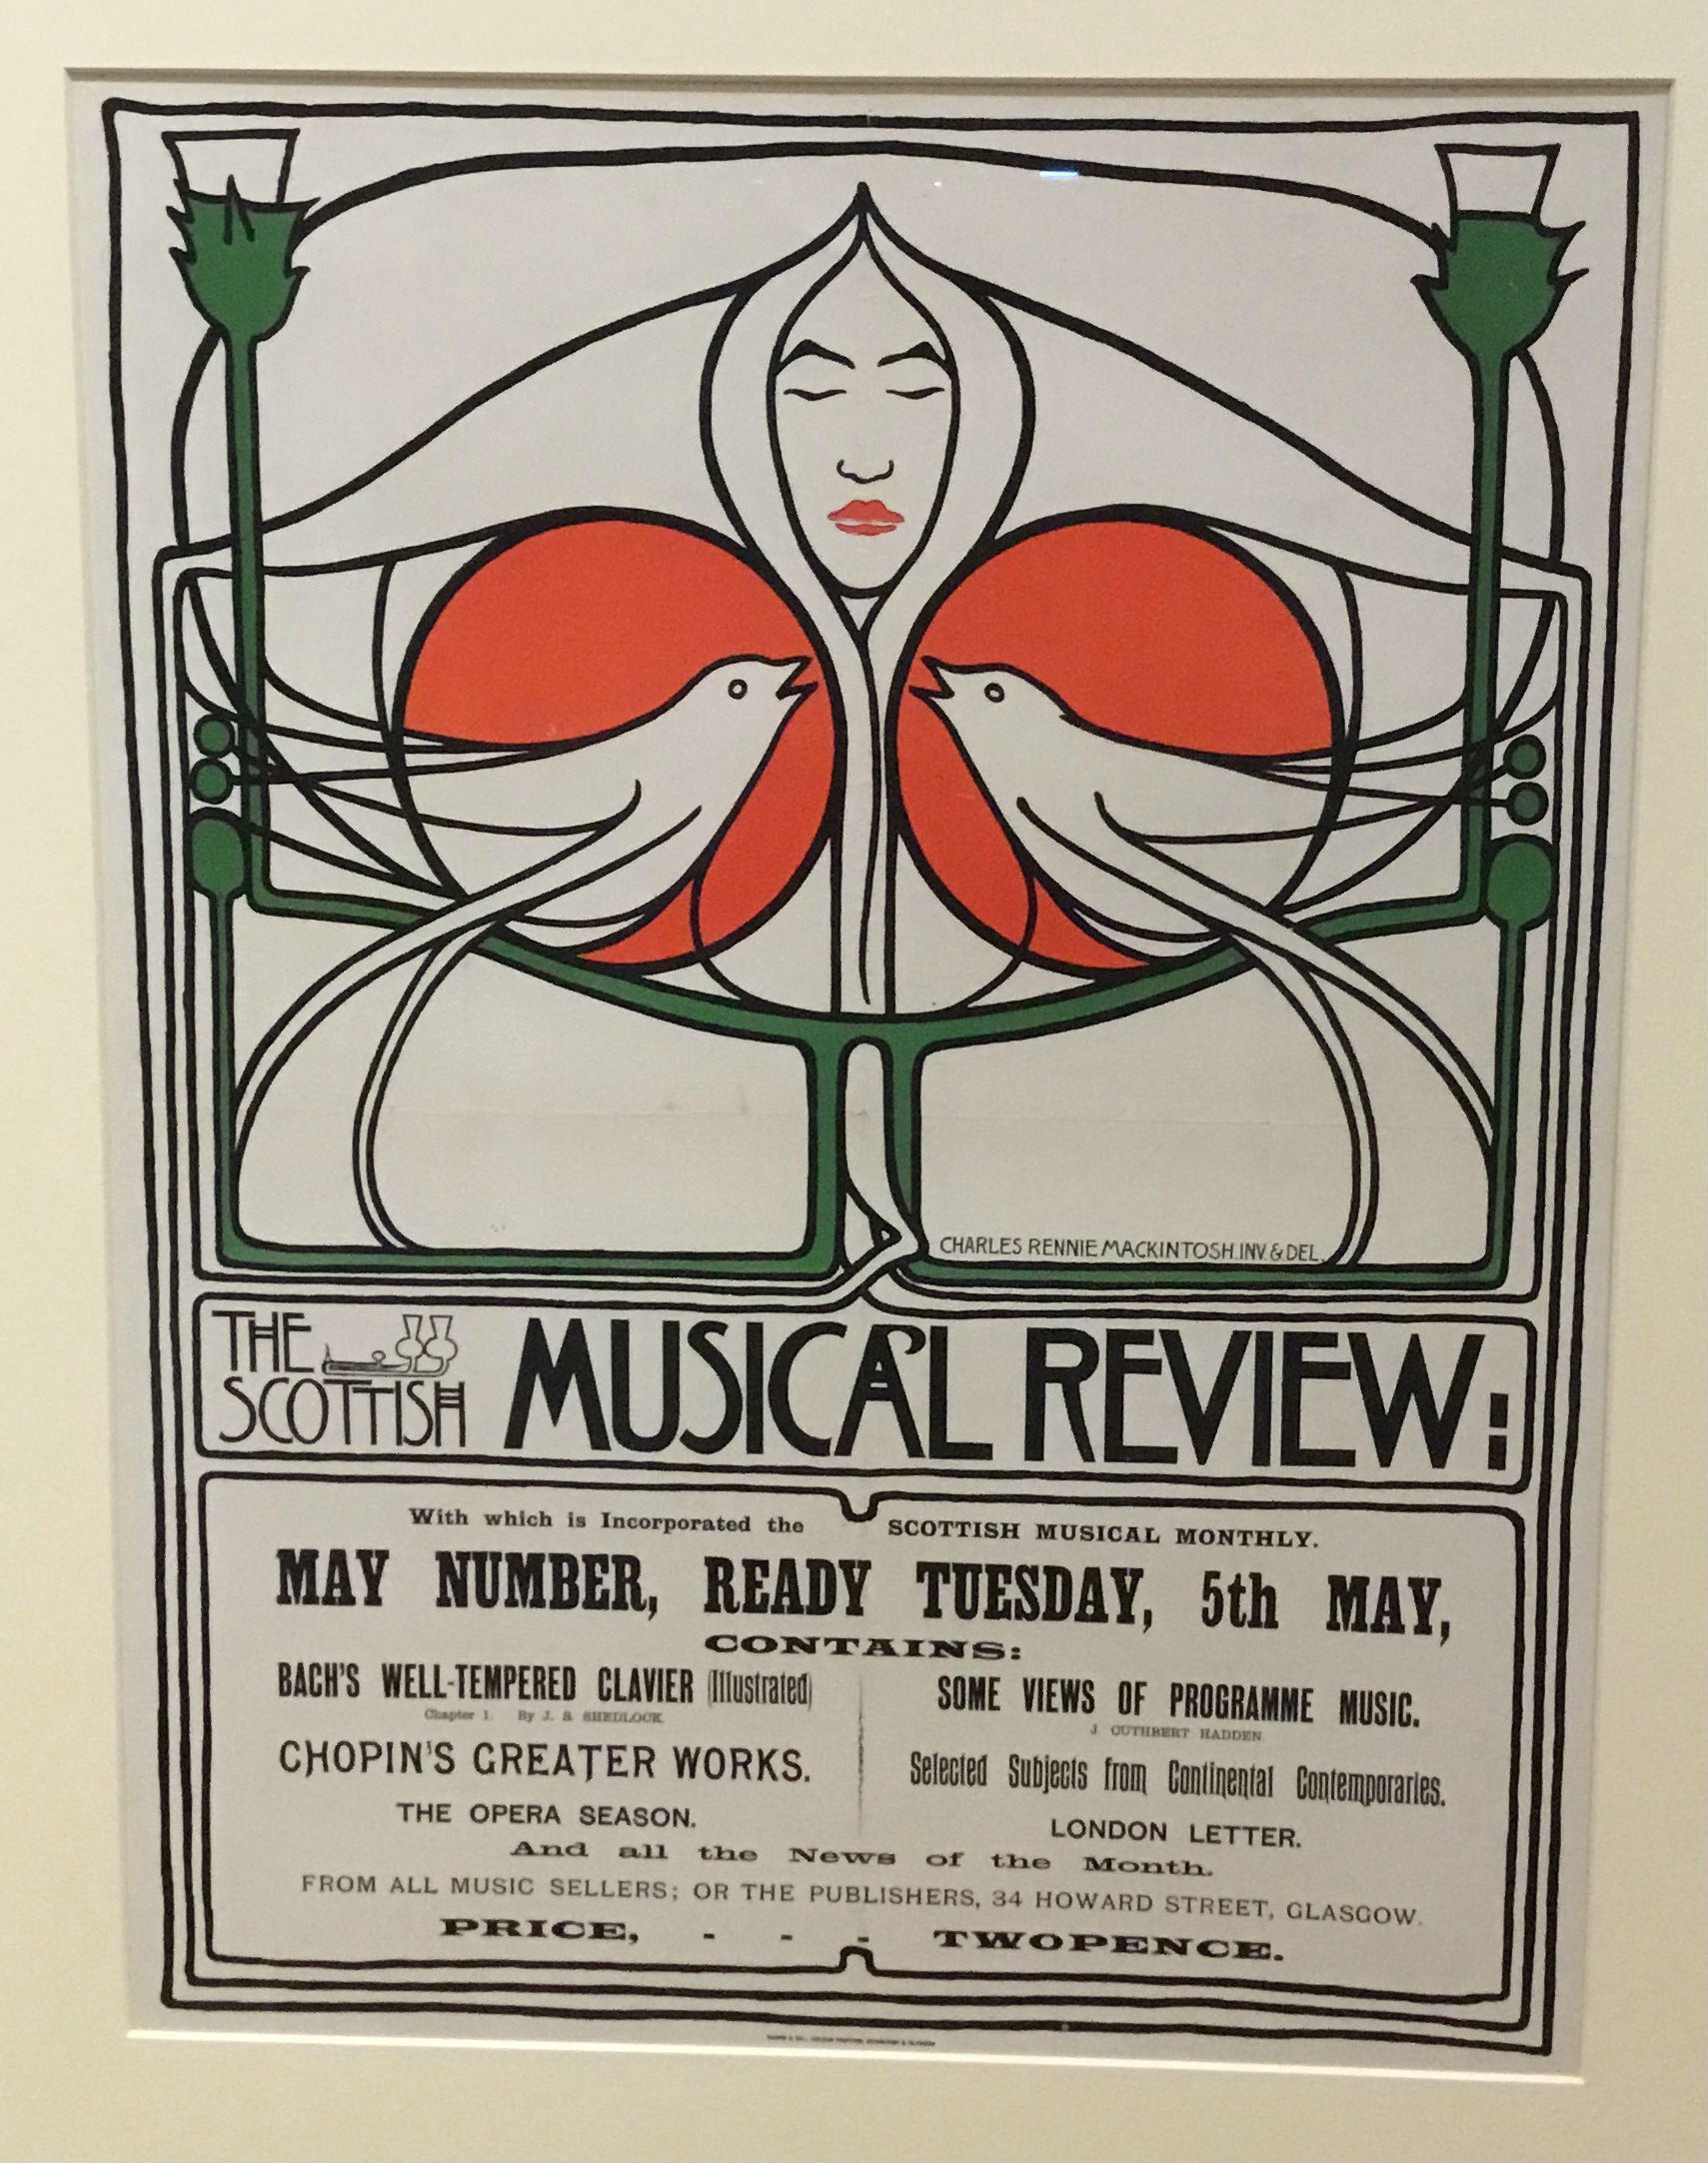 CHARLES RENNIE MACKINTOSH. INV. & DEL.
THE
SCOTTISH
MUSICAL REVIEW:
With which is Incorporated the SCOTTISH MUSICAL MONTHLY.
MAY NUMBER, READY TUESDAY, 5th MAY,
CONTAINS:
BACH'S WELL-TEMPERED CLAVIER (Illustrated)
Chapter 1. By J. S. SHEDLOCK.
CHOPIN'S GREATER WORKS.
THE OPERA SEASON.
SOME VIEWS OF PROGRAMME MUSIC.
J. CUTHBERT HADDEN
Selected Subjects from Continental Contemporaries.
LONDON LETTER.
And all the News of the Month.
FROM ALL MUSIC SELLERS; OR THE PUBLISHERS, 34 HOWARD STREET, GLASGOW.
PRICE, - - - TWOPENCE.